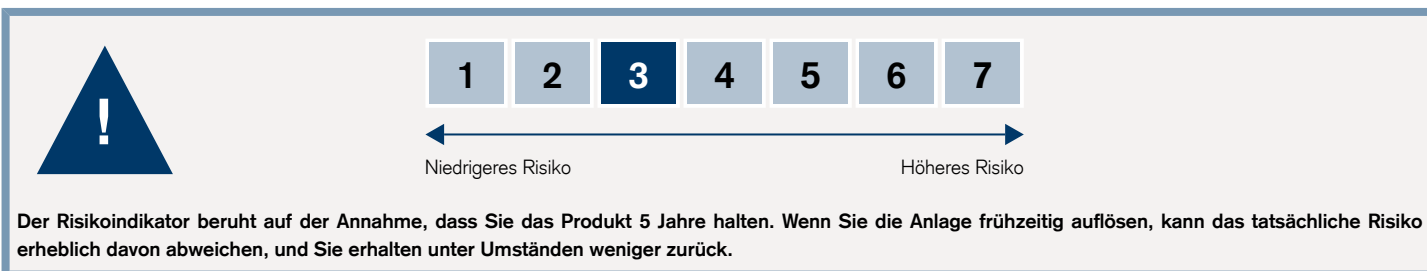 !
1 2 3 4 5 6 7
Niedrigeres Risiko Höheres Risiko
Der Risikoindikator beruht auf der Annahme, dass Sie das Produkt 5 Jahre halten. Wenn Sie die Anlage frühzeitig auflösen, kann das tatsächliche Risiko
erheblich davon abweichen, und Sie erhalten unter Umständen weniger zurück.